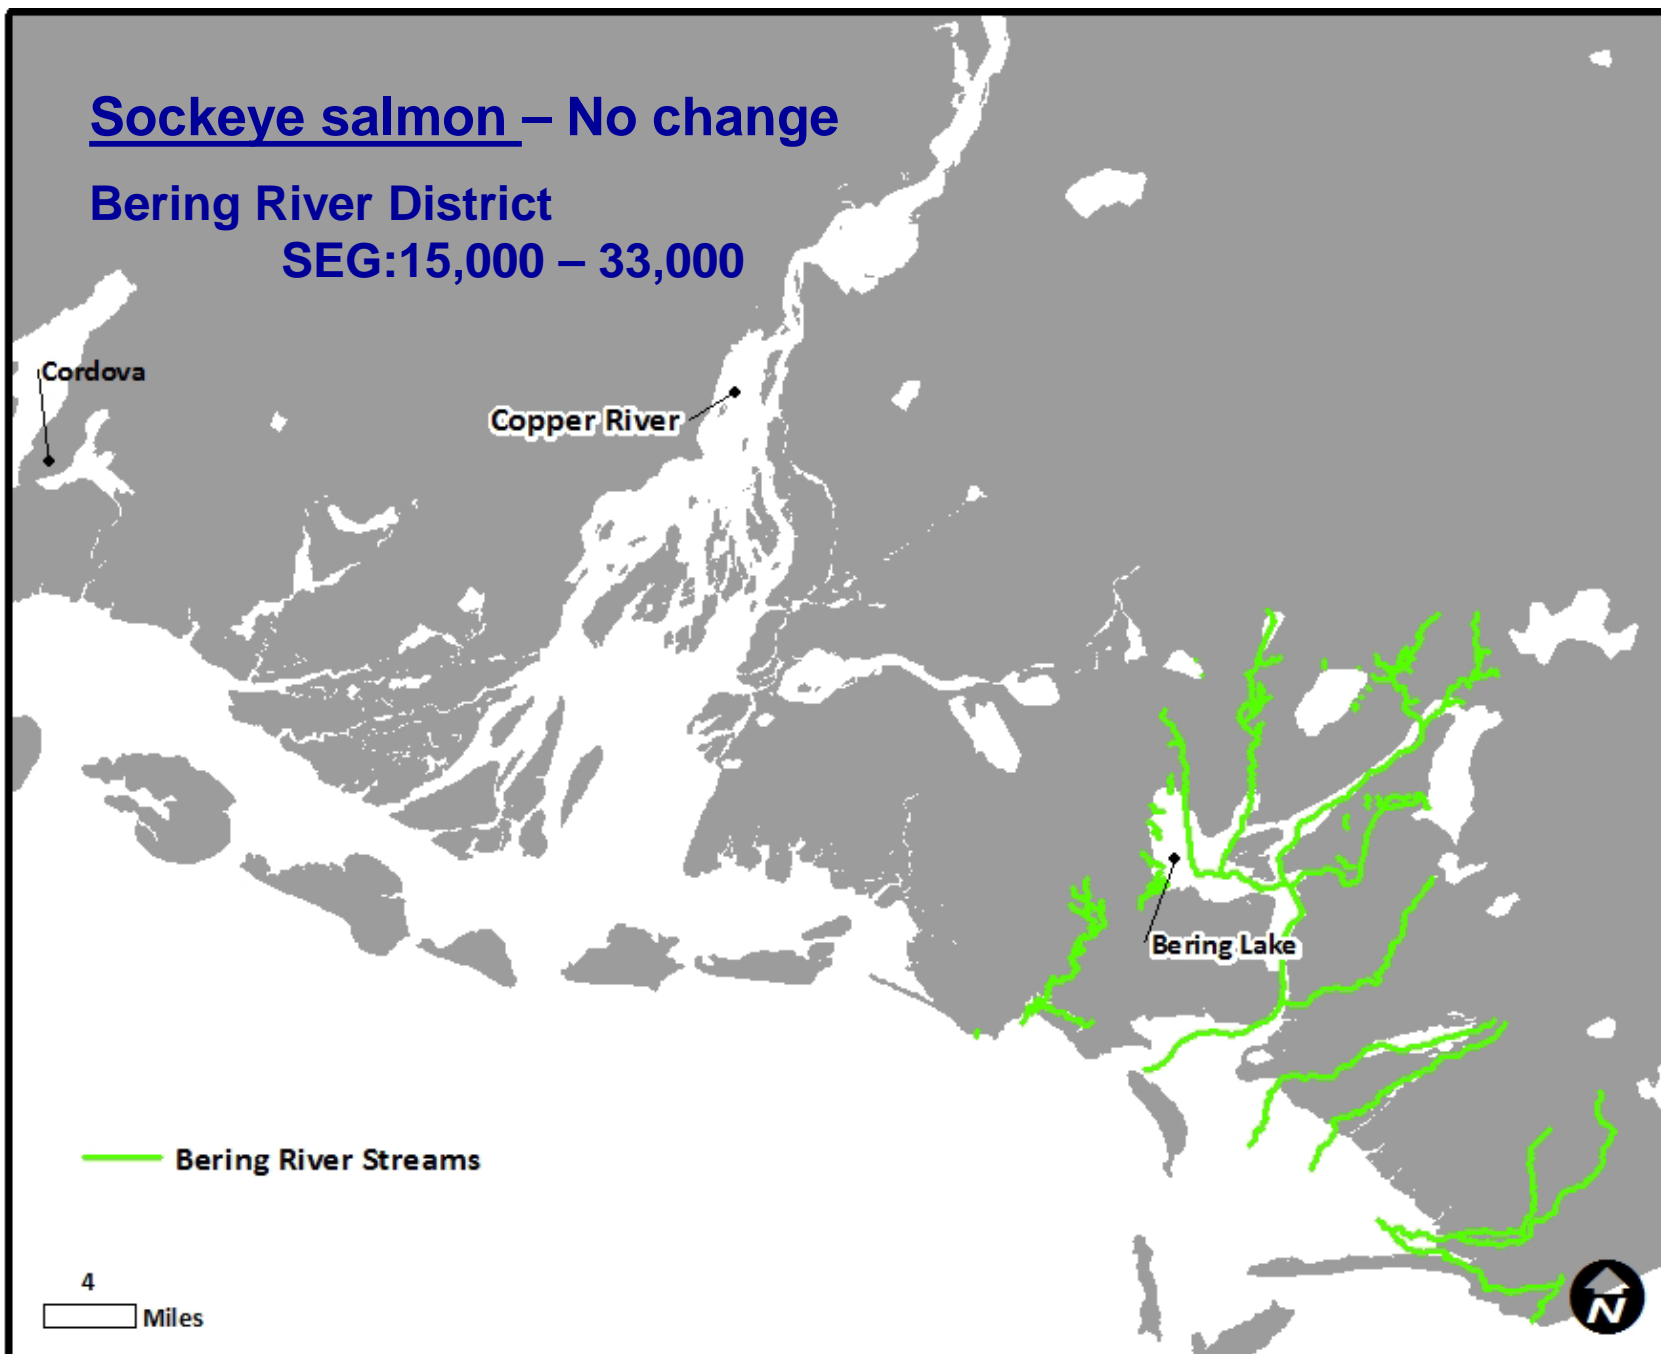 Sockeye salmon – No change
Bering River District
SEG:15,000 – 33,000
Cordova
Copper River
Bering Lake
Bering River Streams
4
Miles
N